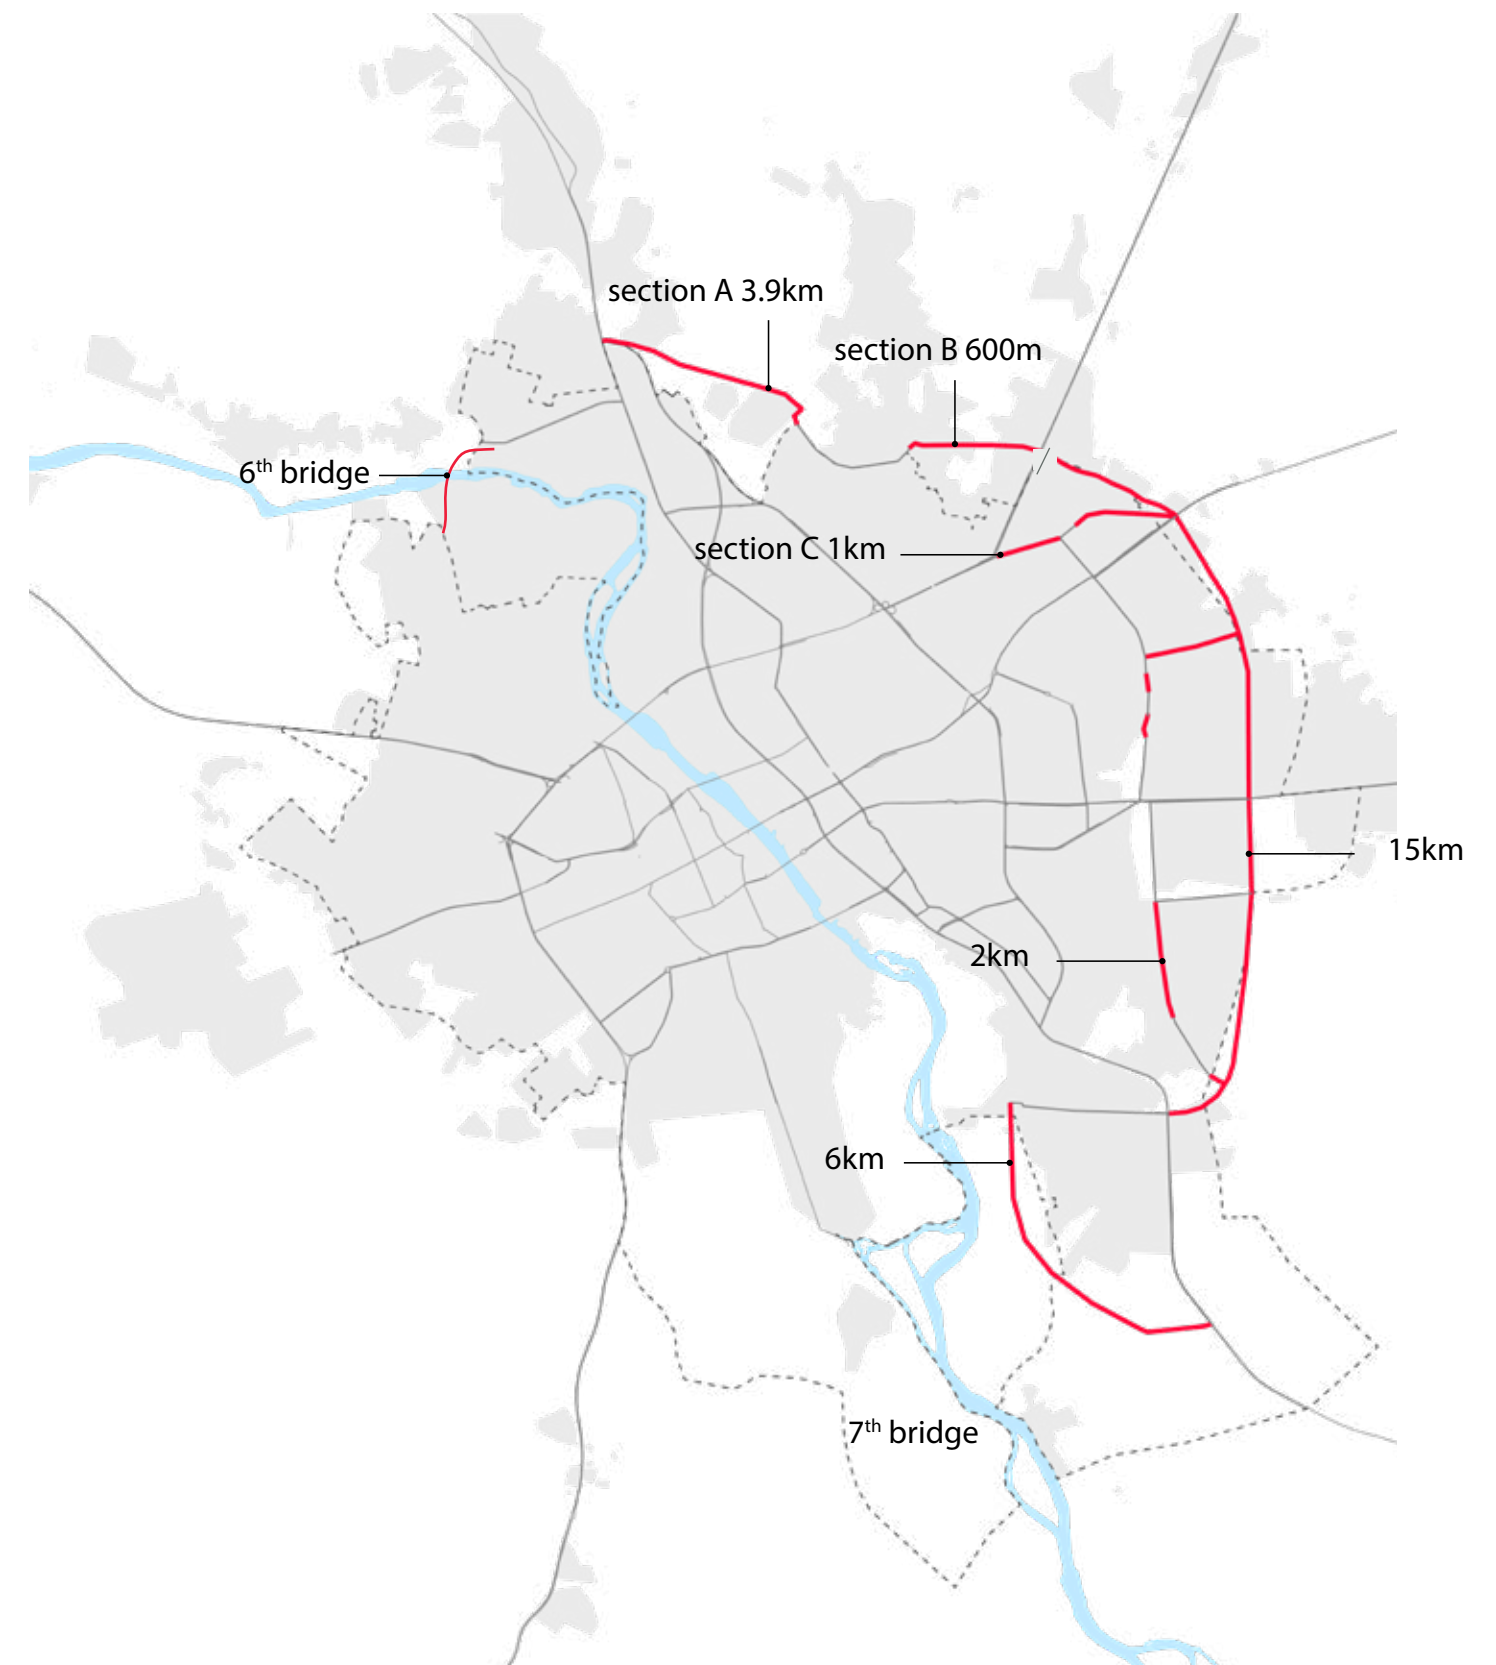 section A 3.9km
section B 600m
6th bridge
section C 1km
15km
2km
6km
7th bridge